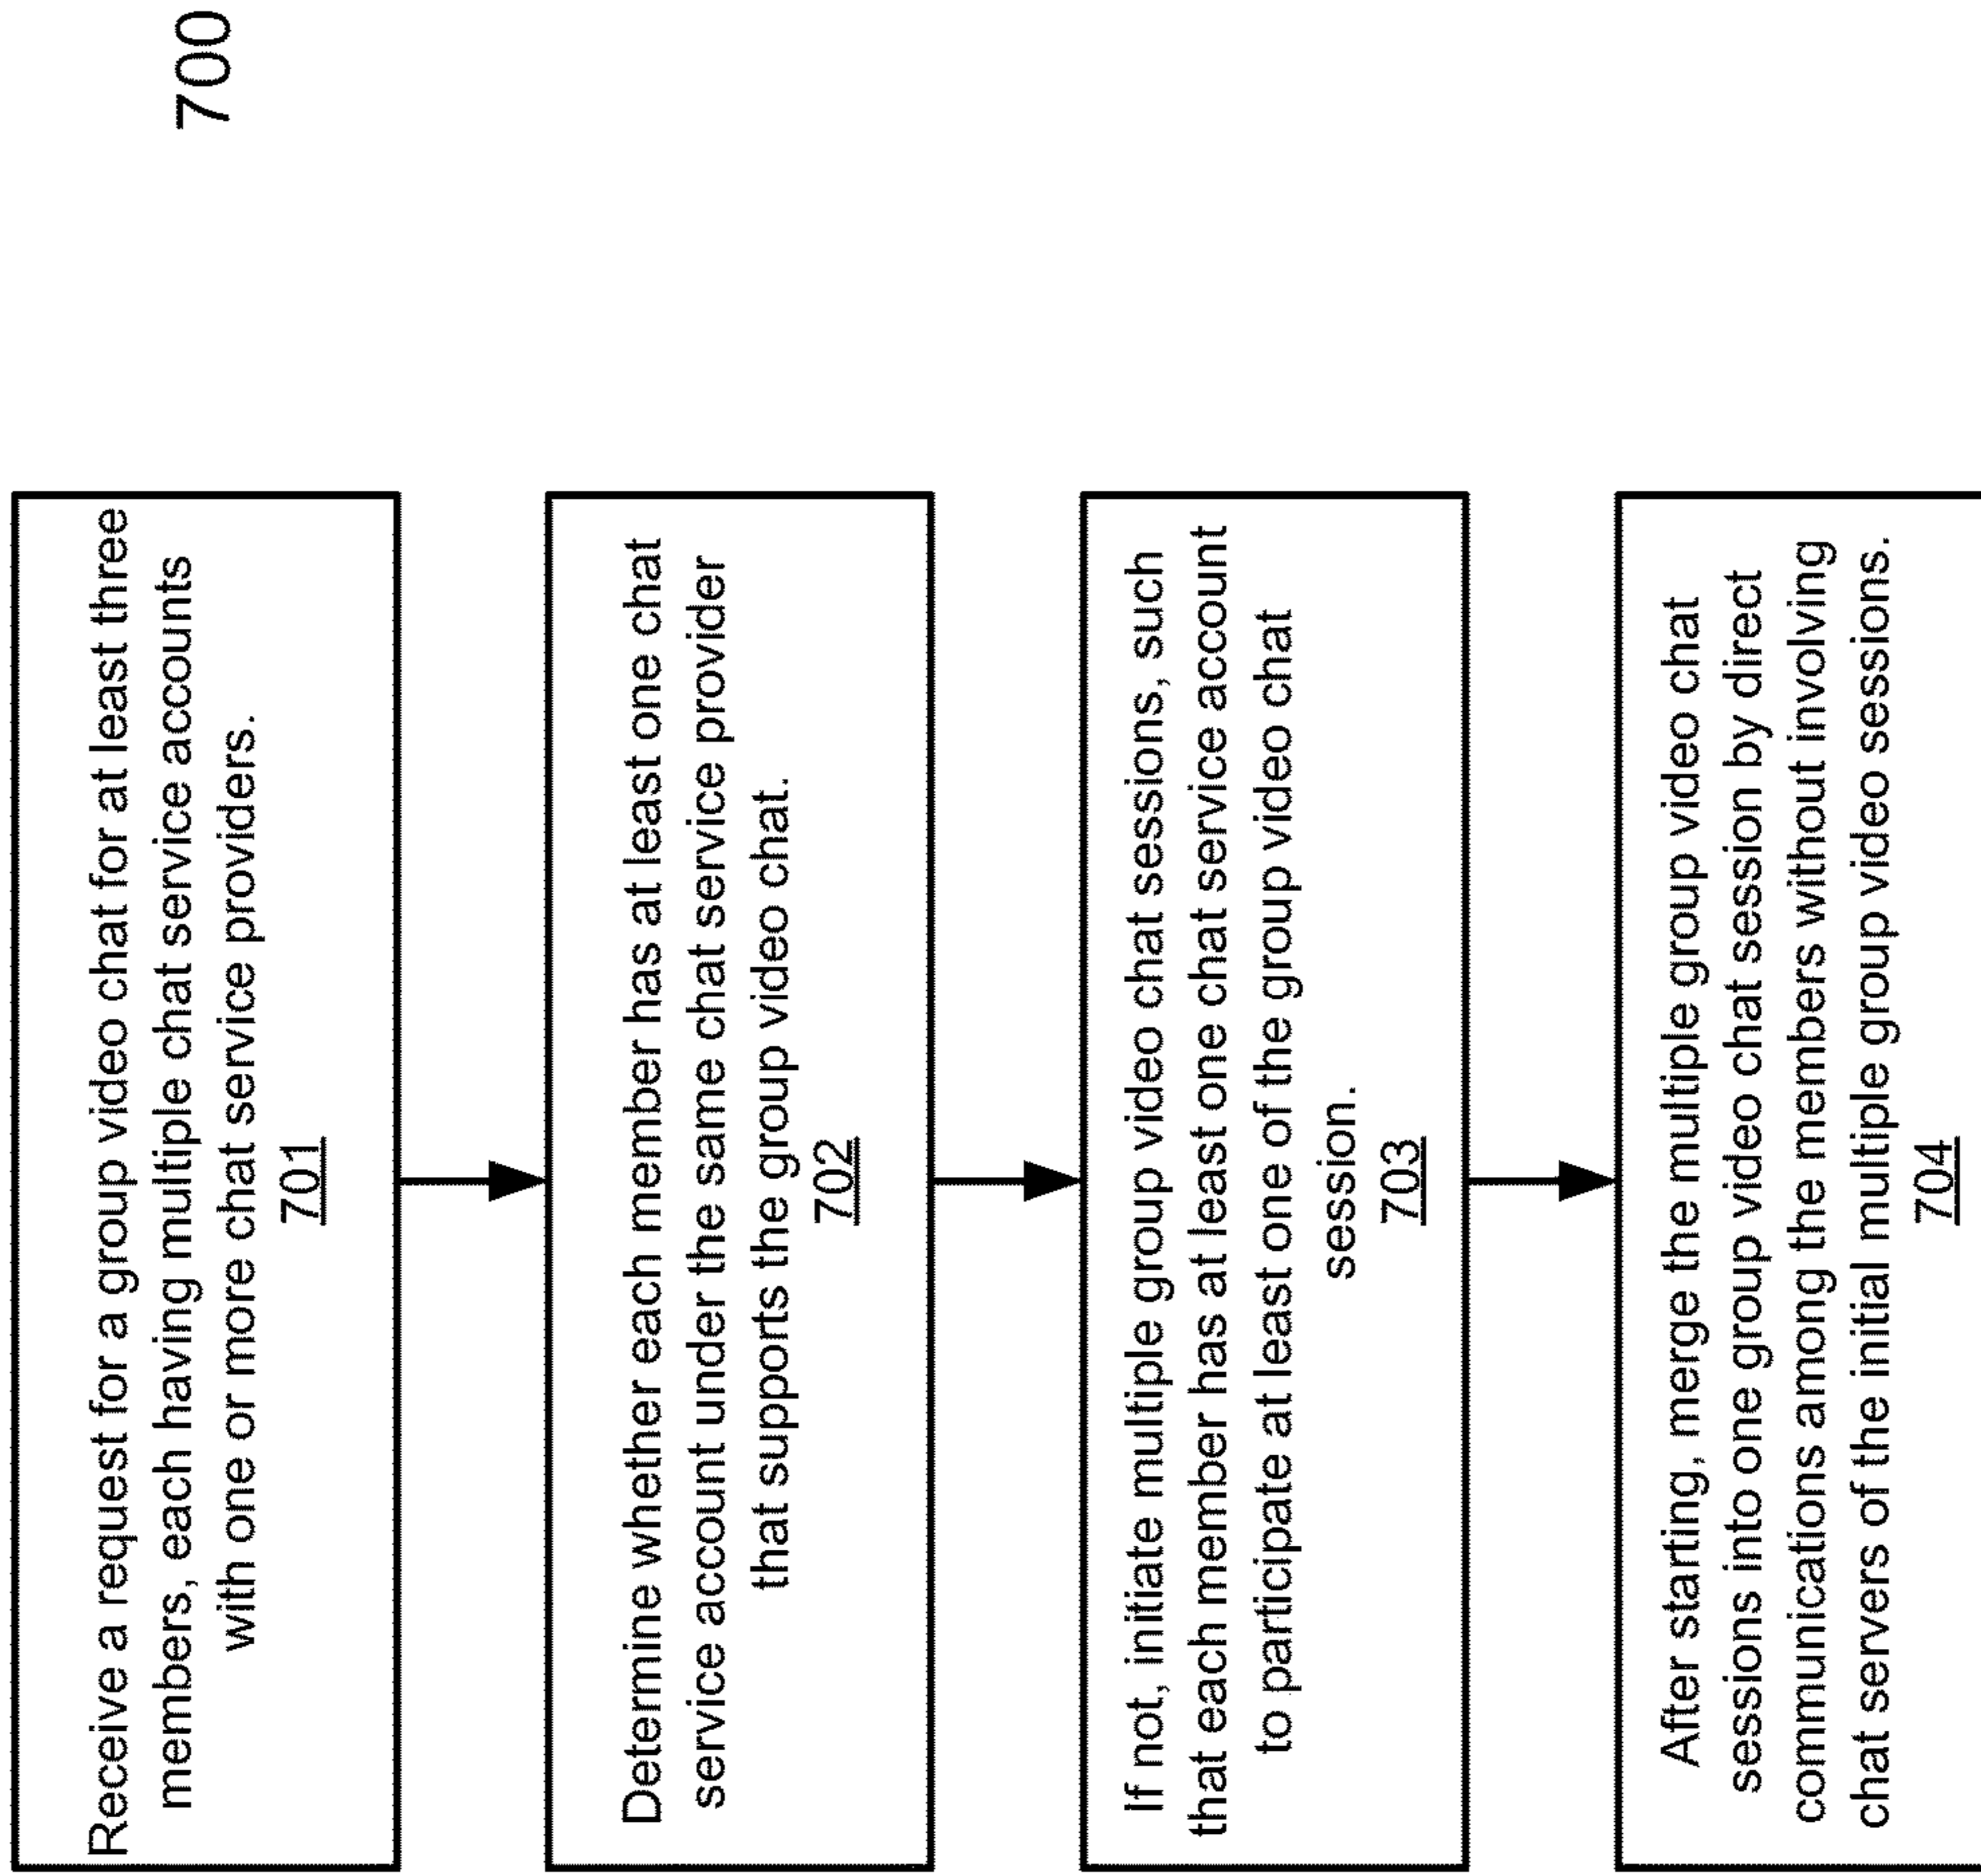 700
Receive a request for a group video chat for at least three
members, each having multiple chat service accounts
with one or more chat service providers.
701
Determine whether each member has at least one chat
service account under the same chat service provider
that supports the group video chat.
702
If not, initiate multiple group video chat sessions, such
that each member has at least one chat service account
to participate at least one of the group video chat
session.
703
After starting, merge the multiple group video chat
sessions into one group video chat session by direct
communications among the members without involving
chat servers of the initial multiple group video sessions.
704